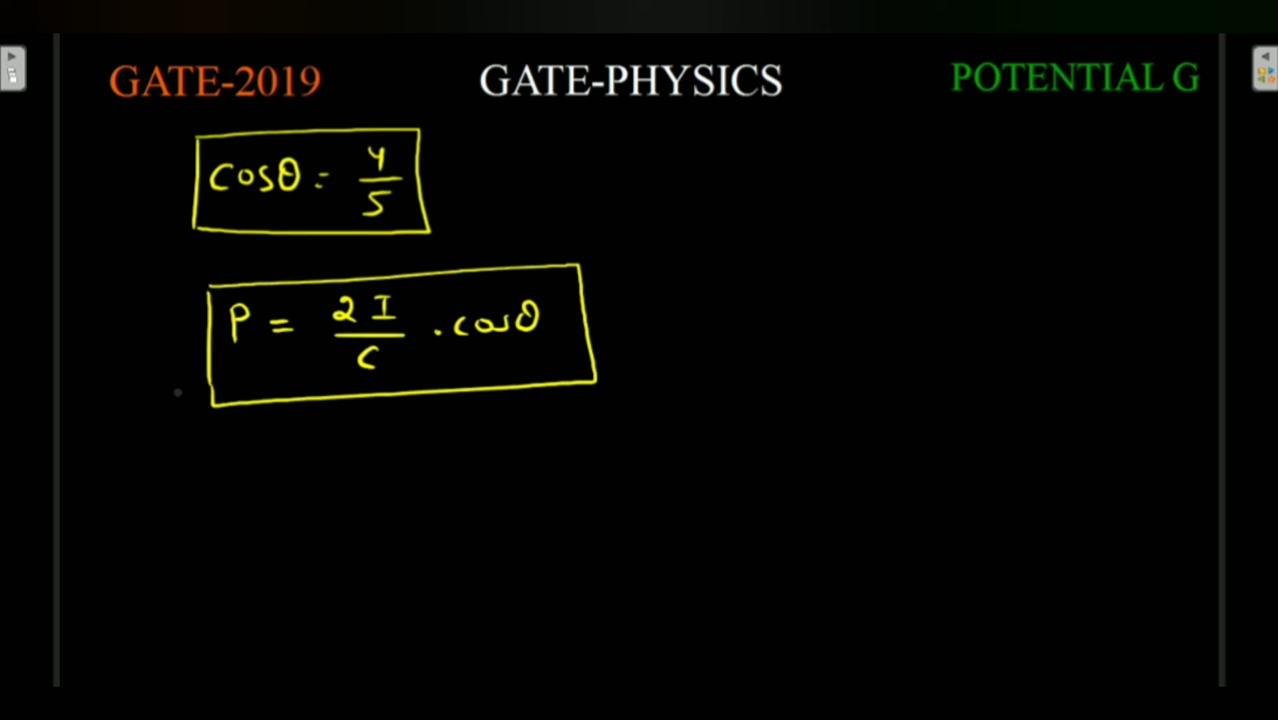 GATE-2019 GATE-PHYSICS POTENTIAL G
cosθ = 4/5
P = 2I/c . cosθ